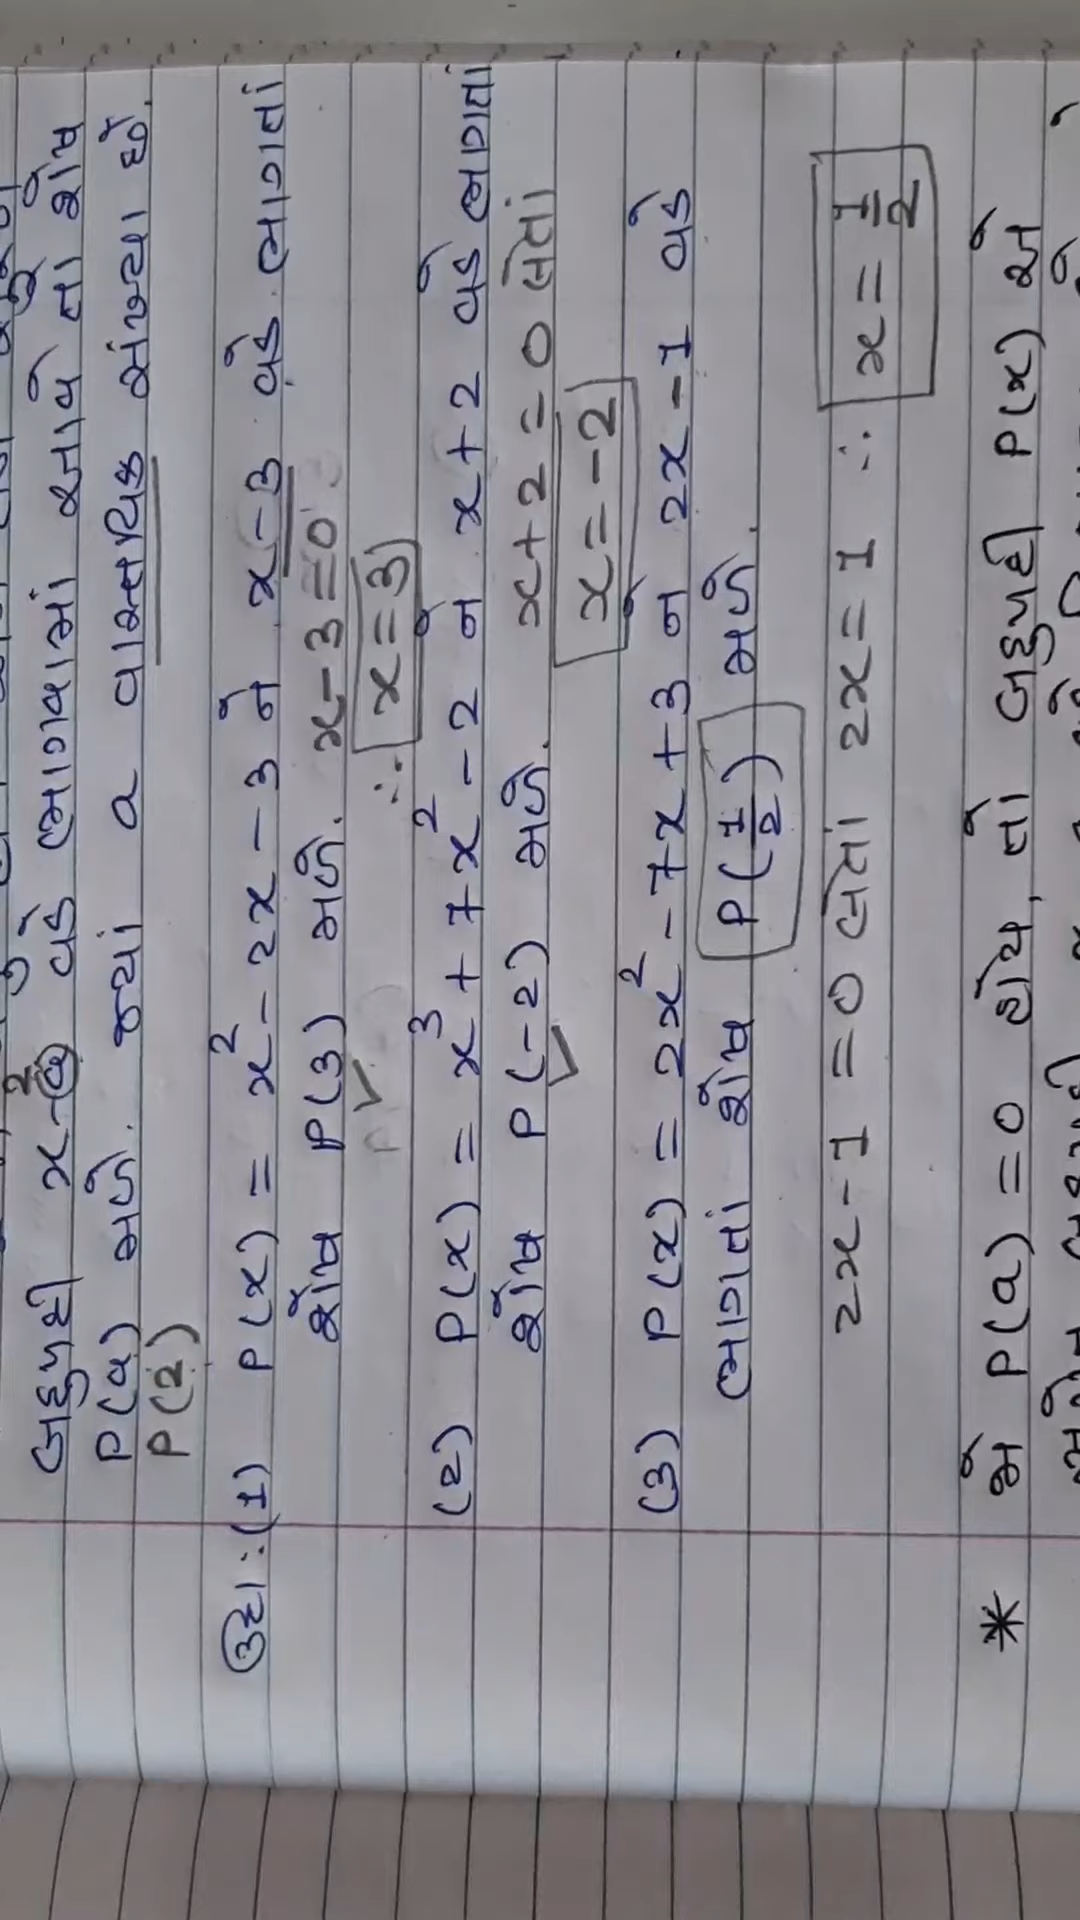 બહુપદી x-a વડે ભાગવામાં આવે તો શેષ
P(a) મળે. જ્યાં a વાસ્તવિક સંખ્યા છે.
P(2)
ઉદા:(1) P(x) = x² - 2x - 3 ને x-3 વડે ભાગતાં
શેષ P(3) મળે. x-3=0
∴ x=3
(2) P(x) = x³ + 7x² - 2 ને x+2 વડે ભાગતાં
શેષ P(-2) મળે. x+2=0 લેતાં
x=-2
(3) P(x) = 2x² - 7x + 3 ને 2x-1 વડે
ભાગતાં શેષ P(1/2) મળે.
2x-1=0 લેતાં 2x=1 ∴ x=1/2
* જો P(a) = 0 હોય, તો બહુપદી P(x) એ